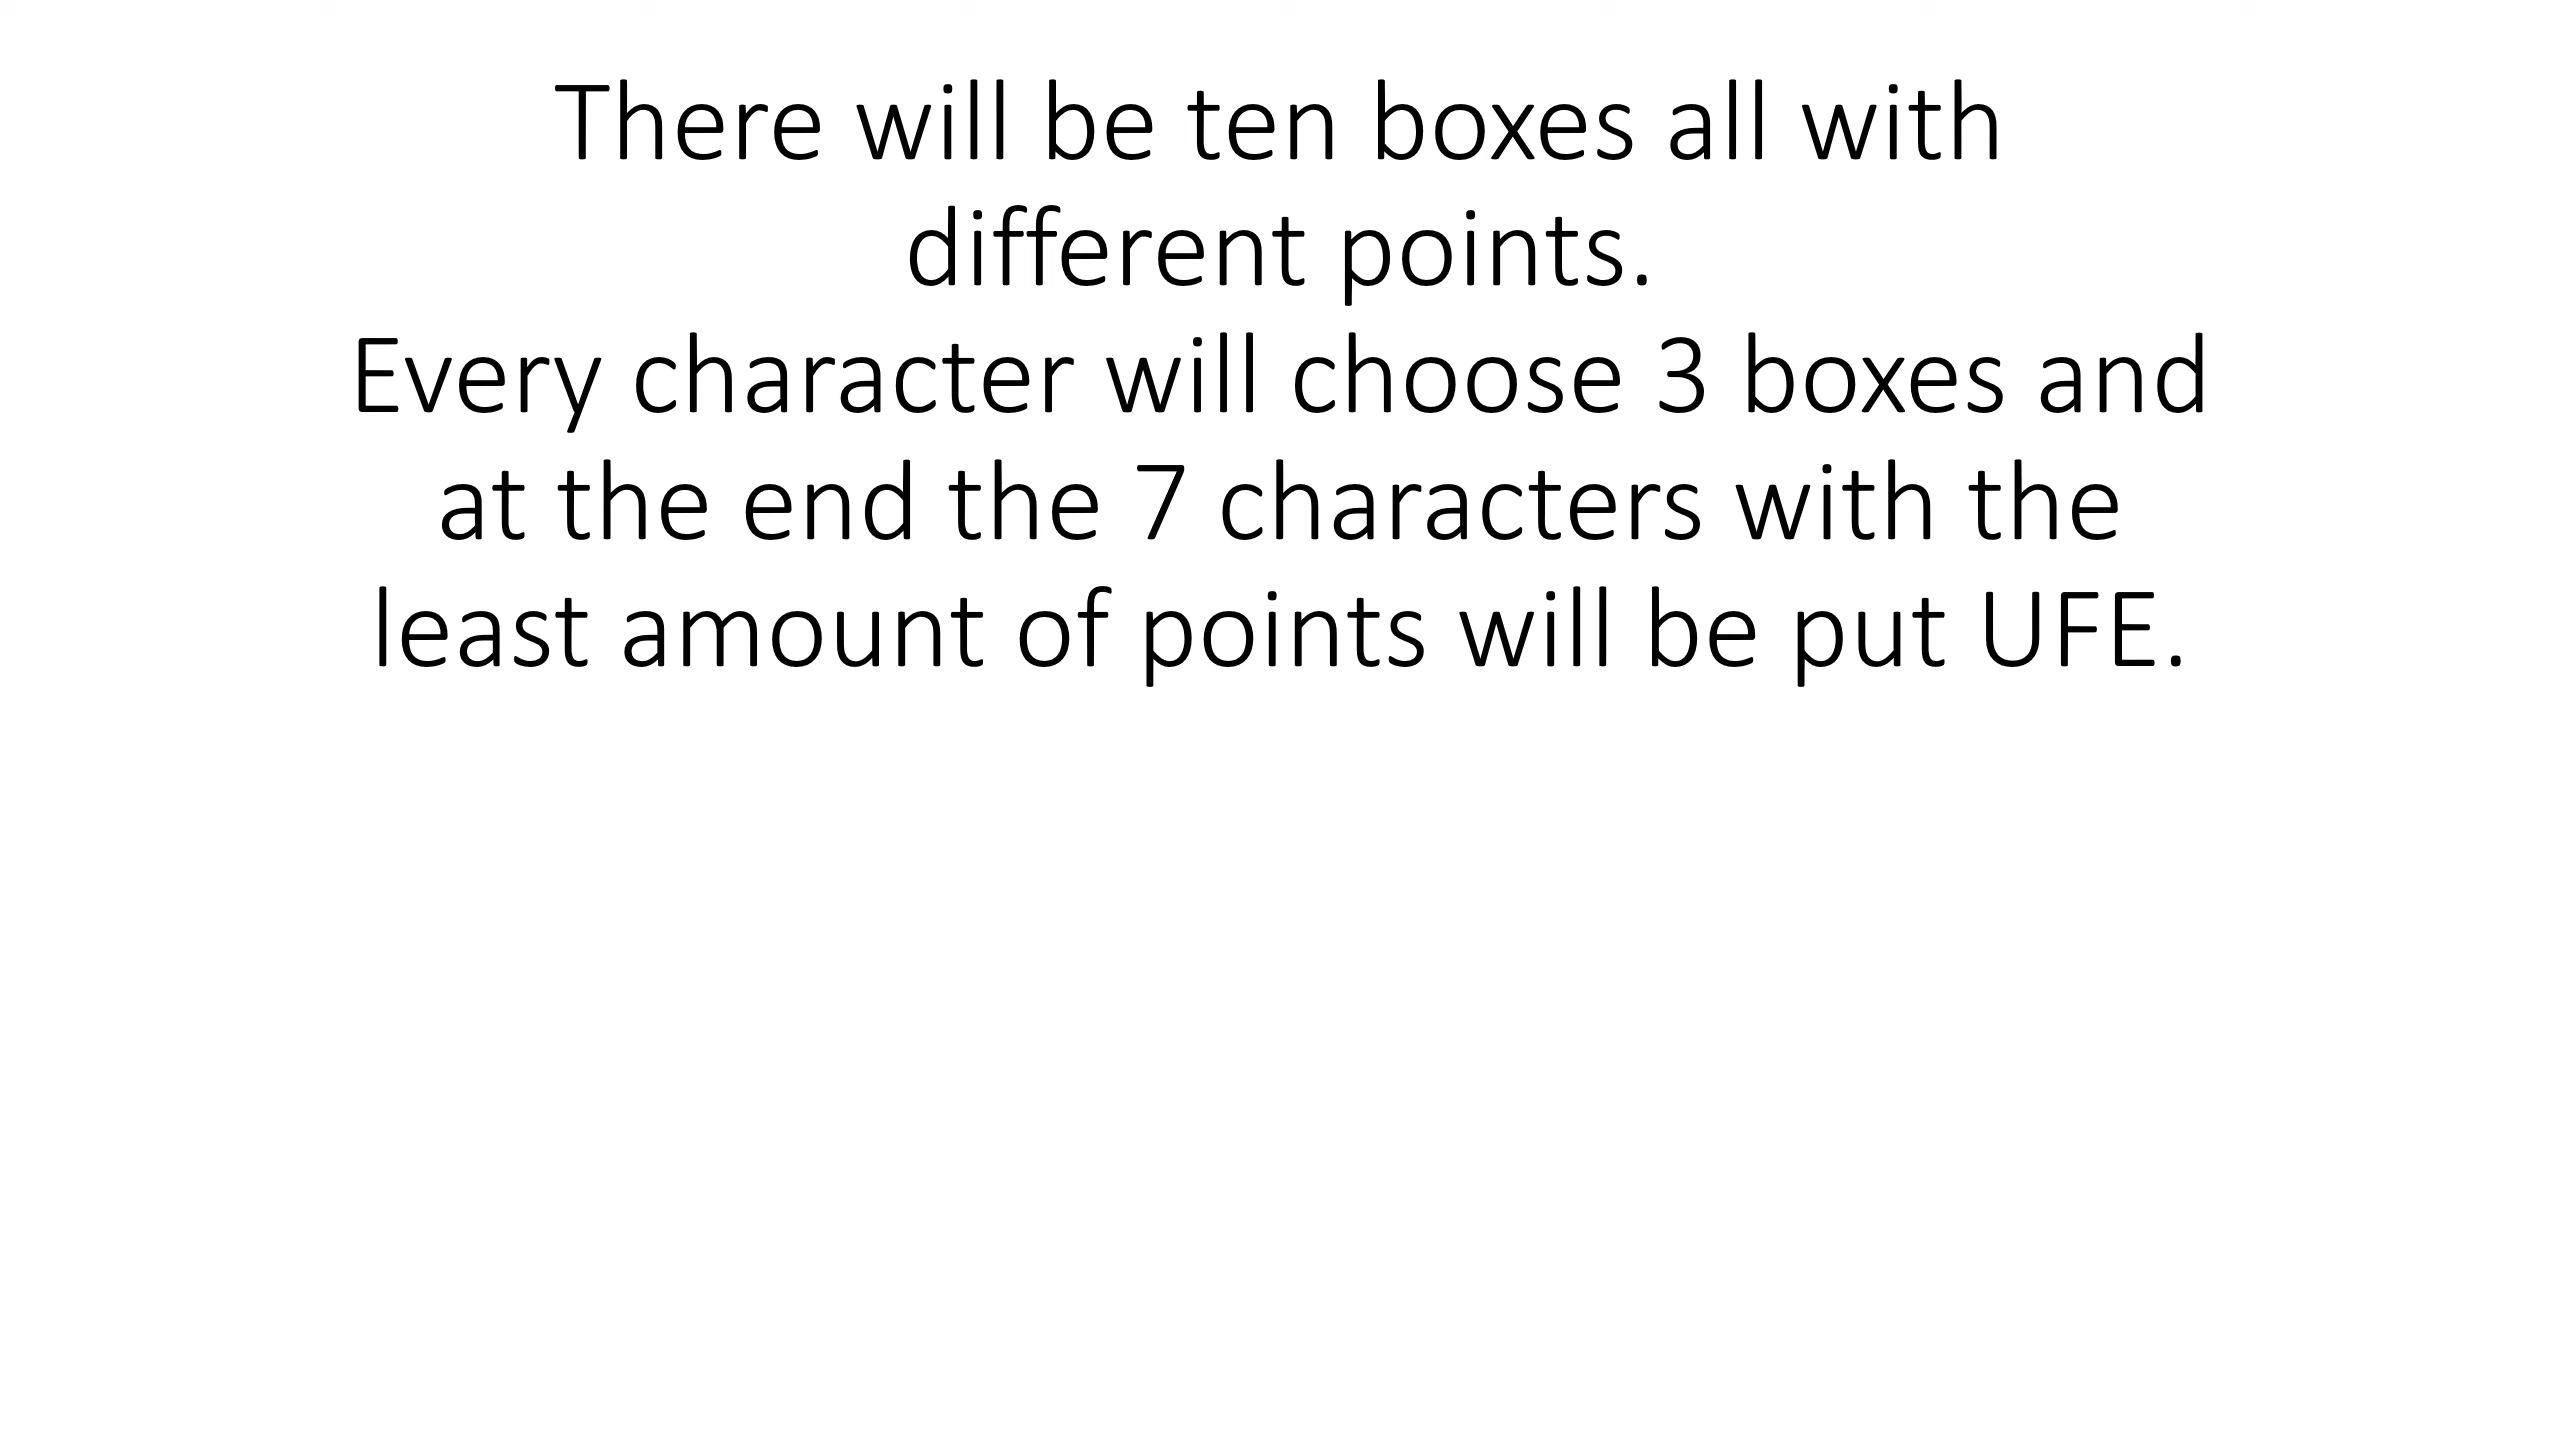 There will be ten boxes all with
different points.
Every character will choose 3 boxes and
at the end the 7 characters with the
least amount of points will be put UFE.